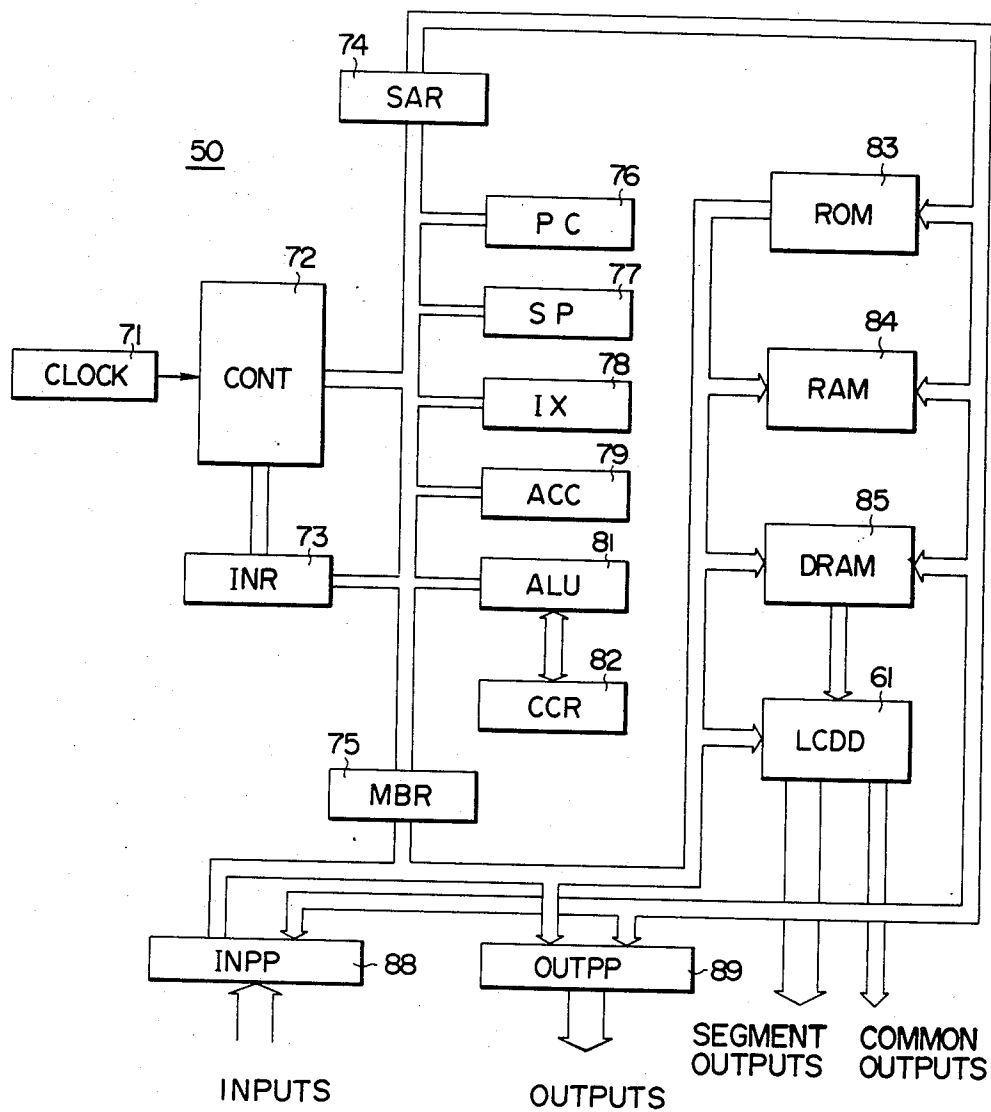 74
SAR
50
76
PC
83
ROM
72
CONT
77
SP
71
CLOCK
84
RAM
78
IX
79
ACC
85
DRAM
73
INR
81
ALU
82
CCR
61
LCDD
75
MBR
INPP
88
OUTPP
89
SEGMENT
OUTPUTS
COMMON
OUTPUTS
INPUTS
OUTPUTS